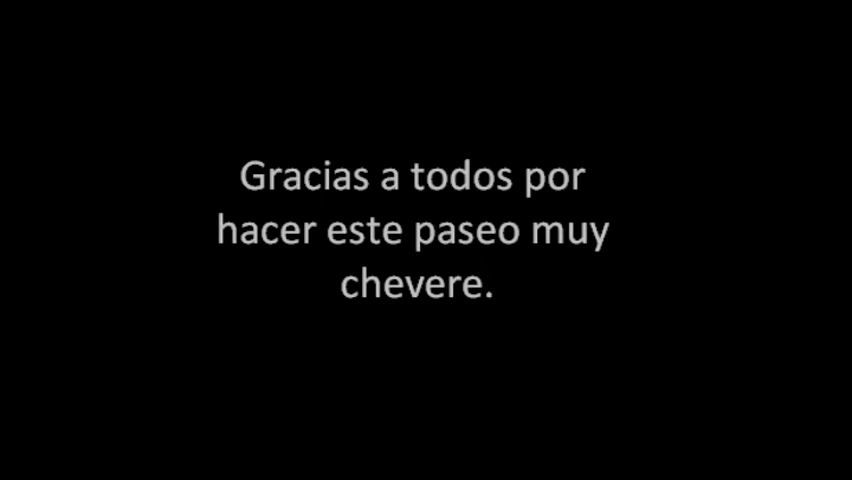 Gracias a todos por
hacer este paseo muy
chevere.